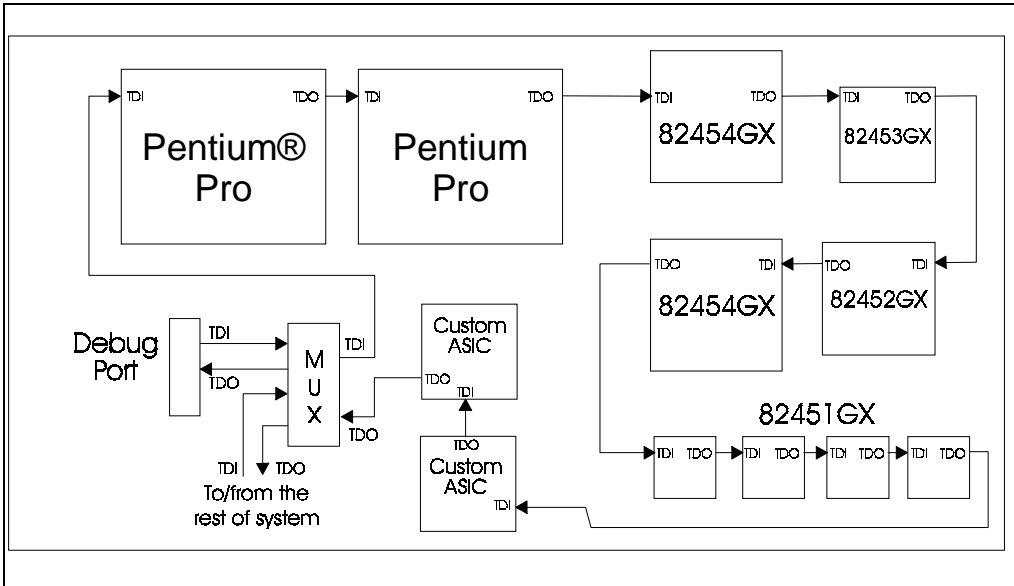 TDI
TDO
Pentium®
Pro
TDI
TDO
Pentium
Pro
TDI
TDO
82454GX
TDI
TDO
82453GX
TDO
TDI
82454GX
TDO
TDI
82452GX
Debug
Port
TDI
TDO
M
U
X
TDI
TDO
TDI
TDO
To/from the
rest of system
Custom
ASIC
TDO
TDI
TDO
Custom
ASIC
TDI
82451GX
TDI TDO
TDI TDO
TDI TDO
TDI TDO